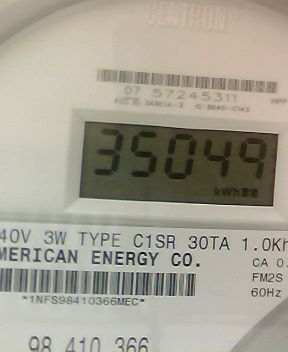 CENTRON®
07 57245311
35049
kWh
40V 3W TYPE C1SR 30TA 1.0Kh
MERICAN ENERGY CO.
CA 0.
FM2S
*1NFS98410366MEC*
60Hz
98 410 366